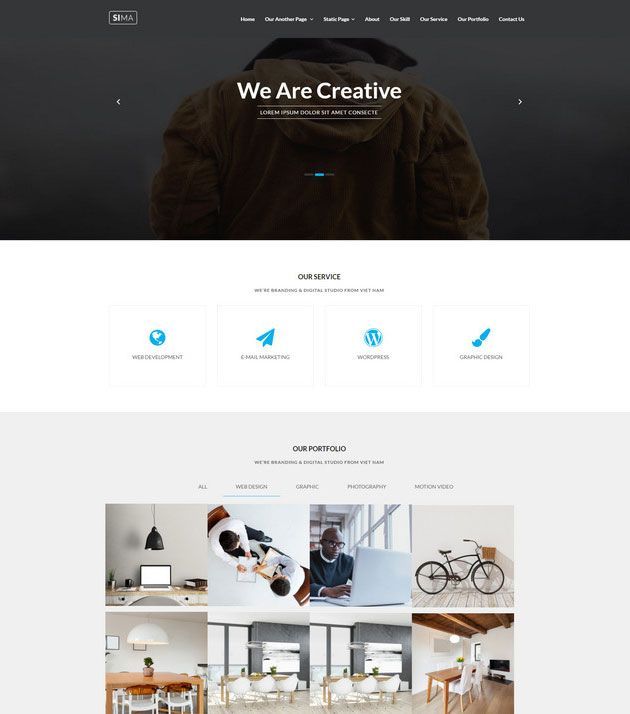 SIMA
Home Our Another Page Static Page About Our Skill Our Service Our Portfolio Contact Us
We Are Creative
LOREM IPSUM DOLOR SIT AMET CONSECTE
OUR SERVICE
WE'RE BRANDING & DIGITAL STUDIO FROM VIET NAM
WEB DEVELOPMENT E-MAIL MARKETING WORDPRESS GRAPHIC DESIGN
OUR PORTFOLIO
WE'RE BRANDING & DIGITAL STUDIO FROM VIET NAM
ALL WEB DESIGN GRAPHIC PHOTOGRAPHY MOTION VIDEO